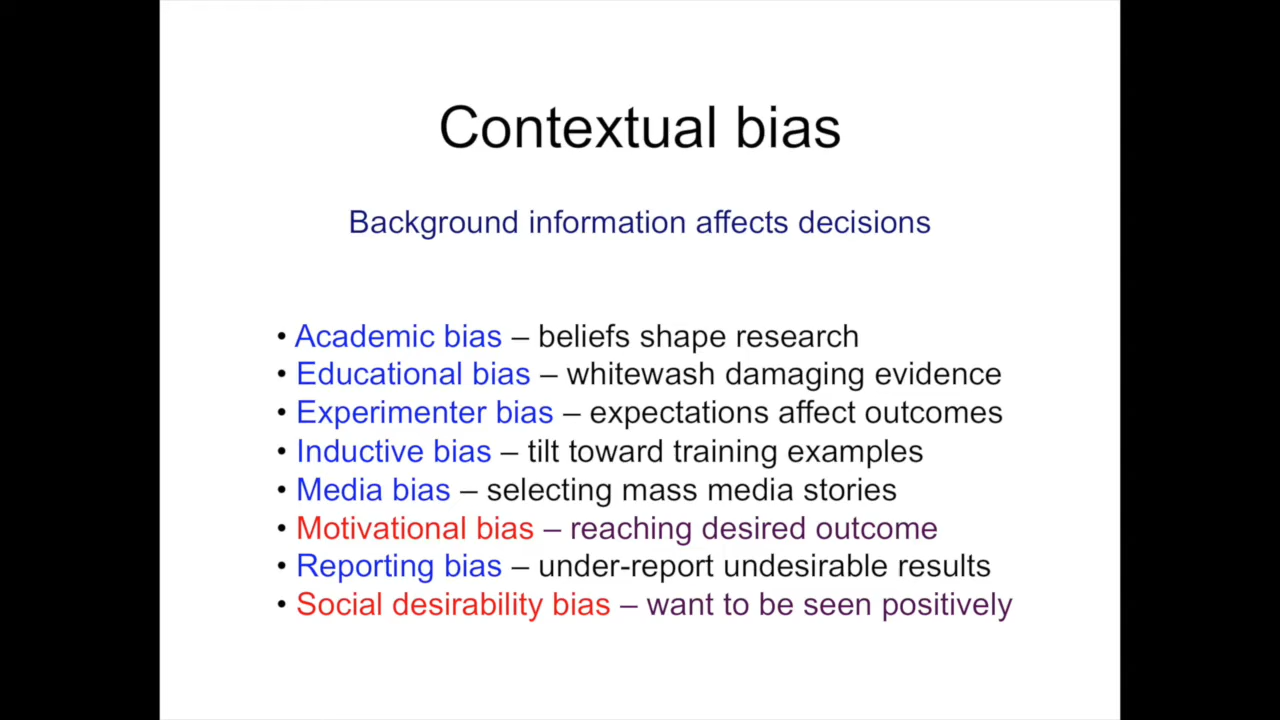 Contextual bias
Background information affects decisions
• Academic bias – beliefs shape research
• Educational bias – whitewash damaging evidence
• Experimenter bias – expectations affect outcomes
• Inductive bias – tilt toward training examples
• Media bias – selecting mass media stories
• Motivational bias – reaching desired outcome
• Reporting bias – under-report undesirable results
• Social desirability bias – want to be seen positively